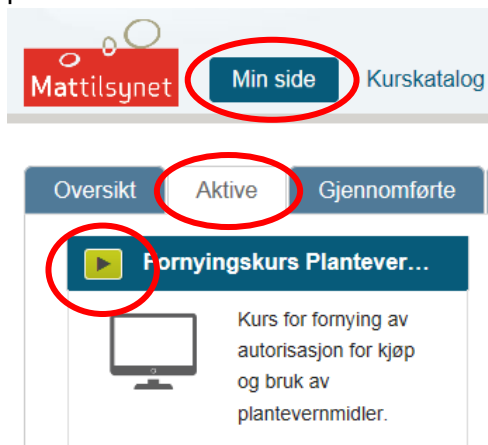 Mattilsynet
Min side
Kurskatalog
Oversikt
Aktive
Gjennomførte
Fornyingskurs Plantever...
Kurs for fornying av
autorisasjon for kjøp
og bruk av
plantevernmidler.